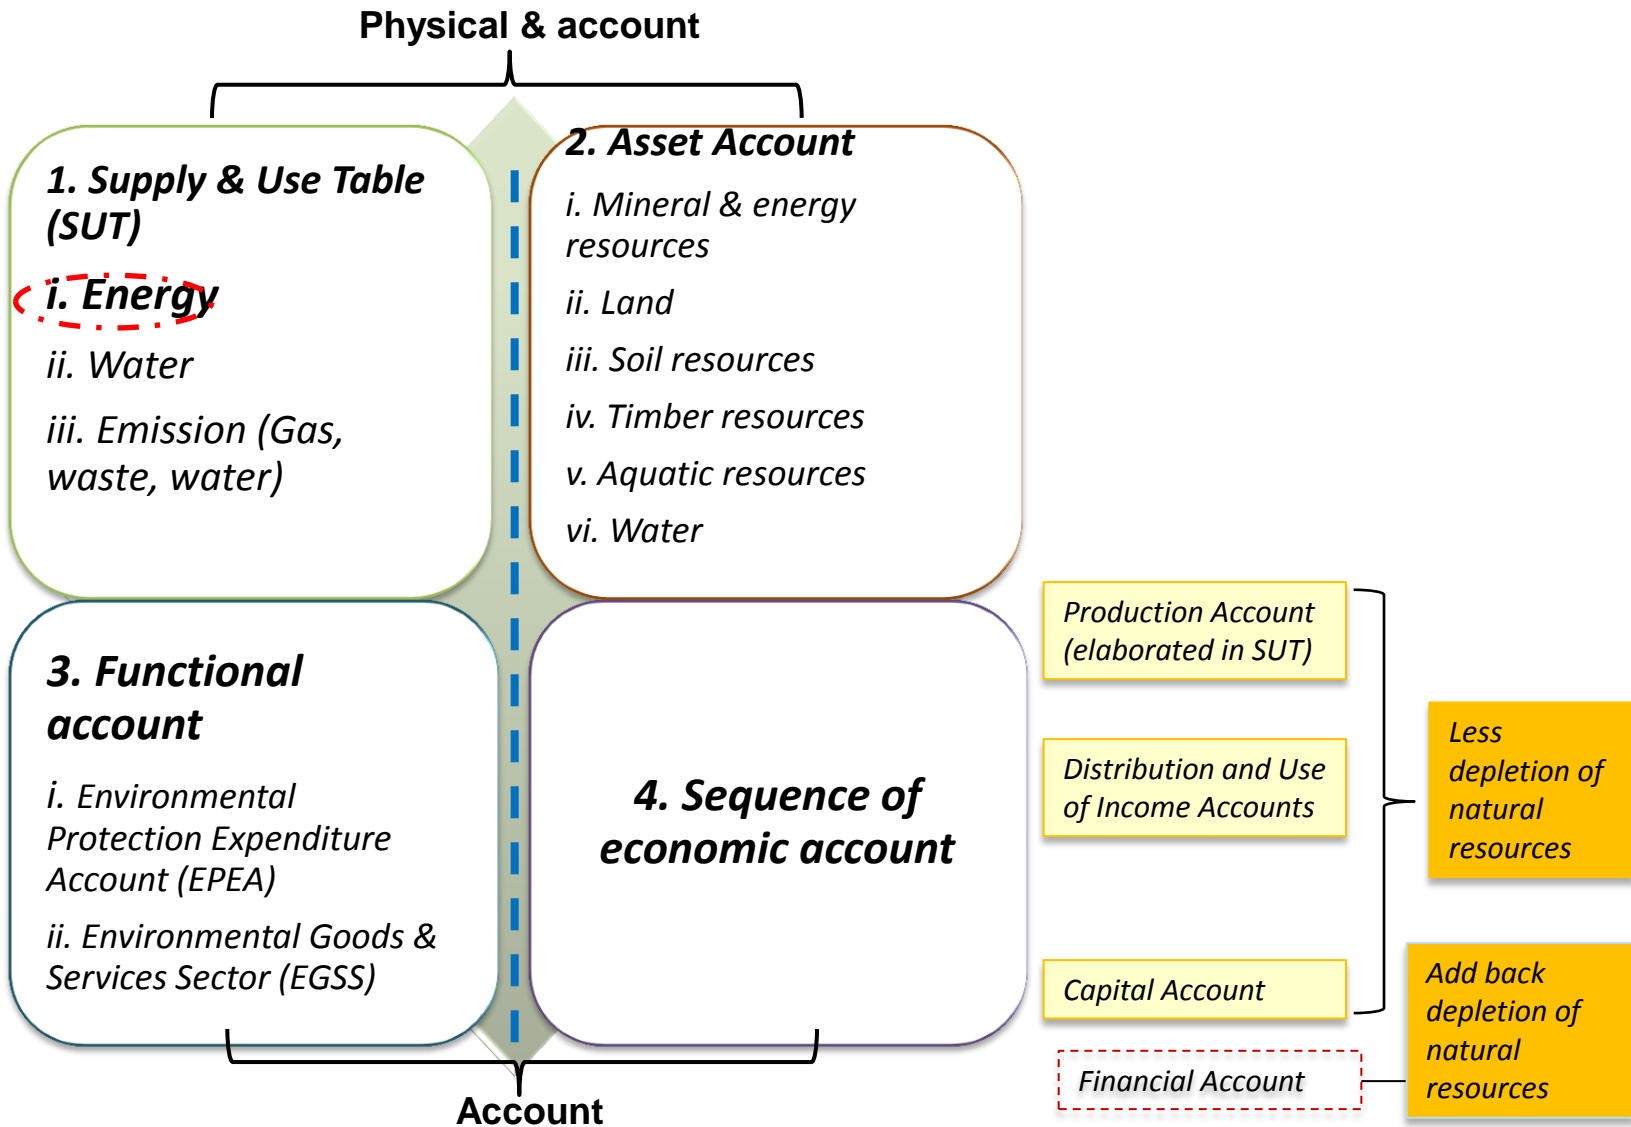 Physical & account
1. Supply & Use Table
(SUT)
i. Energy
ii. Water
iii. Emission (Gas,
waste, water)
2. Asset Account
i. Mineral & energy
resources
ii. Land
iii. Soil resources
iv. Timber resources
v. Aquatic resources
vi. Water
3. Functional
account
i. Environmental
Protection Expenditure
Account (EPEA)
ii. Environmental Goods &
Services Sector (EGSS)
4. Sequence of
economic account
Production Account
(elaborated in SUT)
Distribution and Use
of Income Accounts
Capital Account
Financial Account
Less
depletion of
natural
resources
Add back
depletion of
natural
resources
Account